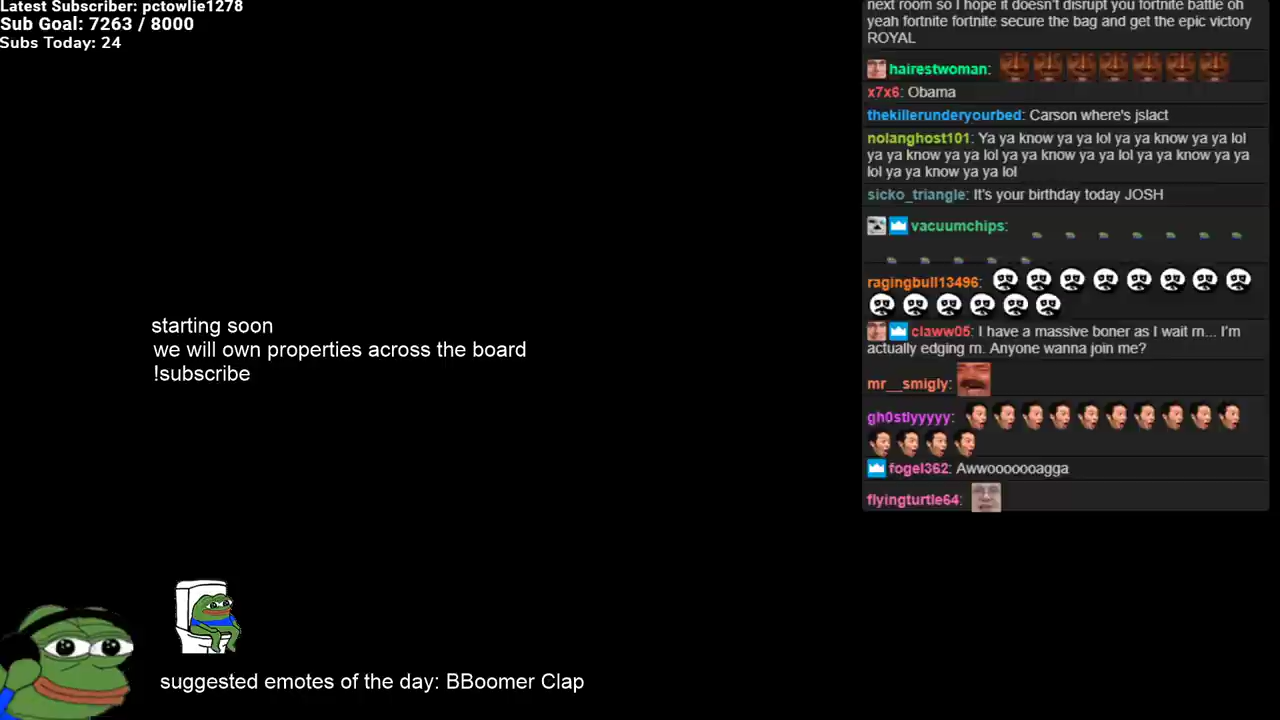 Latest Subscriber: pctowlie1278
Sub Goal: 7263 / 8000
Subs Today: 24
next room so I hope it doesn't disrupt you fortnite battle oh
yeah fortnite fortnite secure the bag and get the epic victory
ROYAL
hairestwoman:
x7x6: Obama
thekillerunderyourbed: Carson where's jslact
nolanghost101: Ya ya know ya ya lol ya ya know ya ya lol
ya ya know ya ya lol ya ya know ya ya lol ya ya know ya ya
lol ya ya know ya ya lol
sicko_triangle: It's your birthday today JOSH
vacuumchips:
ragingbull13496:
claww05: I have a massive boner as I wait rn... I'm
actually edging rn. Anyone wanna join me?
mr__smigly:
gh0stlyyyyy:
fogel362: Awwooooooagga
flyingturtle64:
starting soon
we will own properties across the board
!subscribe
suggested emotes of the day: BBoomer Clap